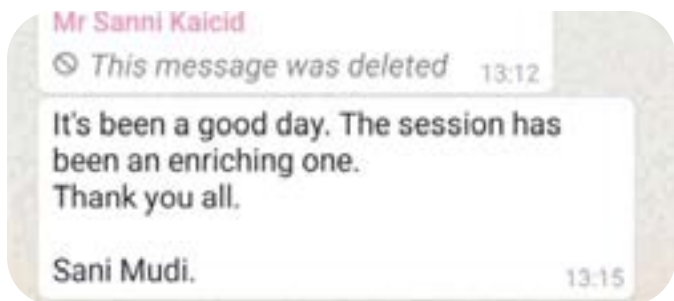 Mr Sanni Kaicid
This message was deleted 13:12
It's been a good day. The session has
been an enriching one.
Thank you all.
Sani Mudi. 13:15